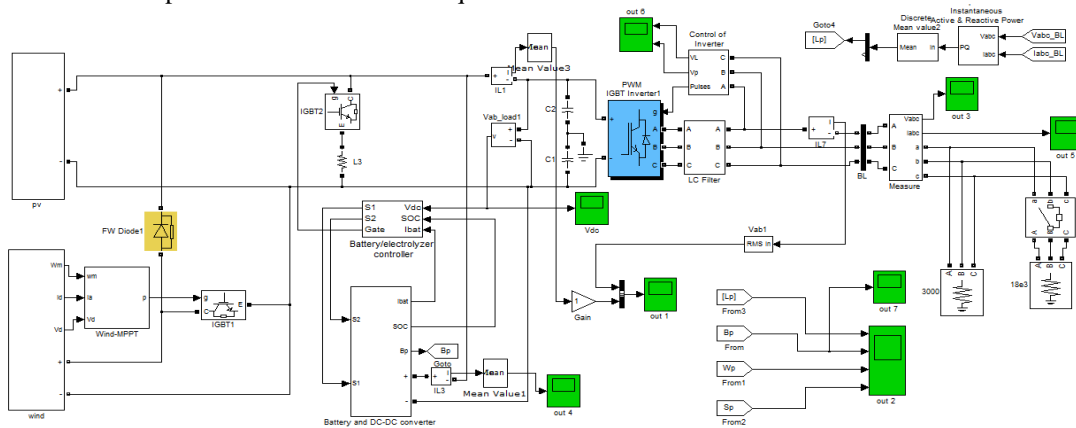 out 6
Goto4
[Lp]
Discrete
Mean value2
Mean
In
Instantaneous
Active & Reactive Power
PQ
Vabc
Iabc
Vabc_BL
Iabc_BL
Mean
Mean Value3
+
-
i
IL1
Control of
Inverter
VL
Vp
Pulses
C
B
A
out 3
+
-
pv
g
C
E
IGBT2
L3
Vab_load1
v
+
-
C2
C1
PWM
IGBT Inverter1
g
+
-
A
B
C
A
B
C
LC Filter
+
i
-
IL7
A
B
C
BL
Vabc
Iabc
A
B
C
a
b
c
Measure
out 5
FW Diode1
S1
S2
Gate
Vdc
SOC
Ibat
Battery/electrolyzer
controller
Vdc
Vab1
RMS in
a
b
c
A
B
C
A
B
C
3000
A
B
C
18e3
Wm
Id
Vd
+
-
wind
wm
Ia
Vd
p
Wind-MPPT
g
C
E
IGBT1
S2
S1
Ibat
SOC
Bp
+
-
Battery and DC-DC converter
Bp
Goto
+
i
-
IL3
Mean
Mean Value1
out 4
1
Gain
out 1
[Lp]
From3
Bp
From
Wp
From1
Sp
From2
out 7
out 2